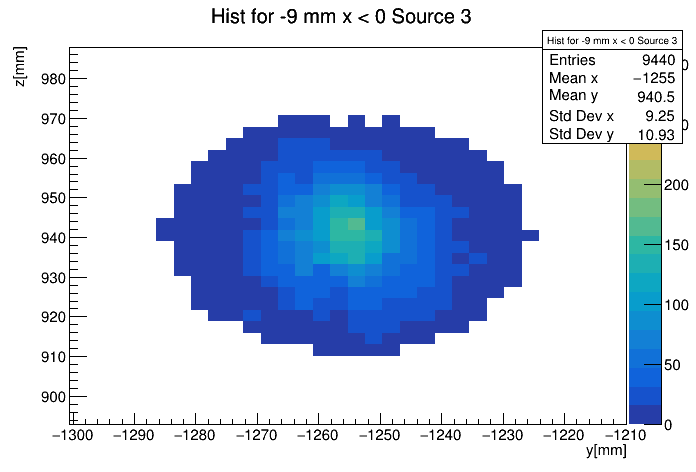 Hist for -9 mm x < 0 Source 3
Hist for -9 mm x < 0 Source 3
Entries 9440
Mean x −1255
Mean y 940.5
Std Dev x 9.25
Std Dev y 10.93
z[mm]
980
970
960
950
940
930
920
910
900
−1300 −1290 −1280 −1270 −1260 −1250 −1240 −1230 −1220 −1210
y[mm]
0
0
200
150
100
50
0